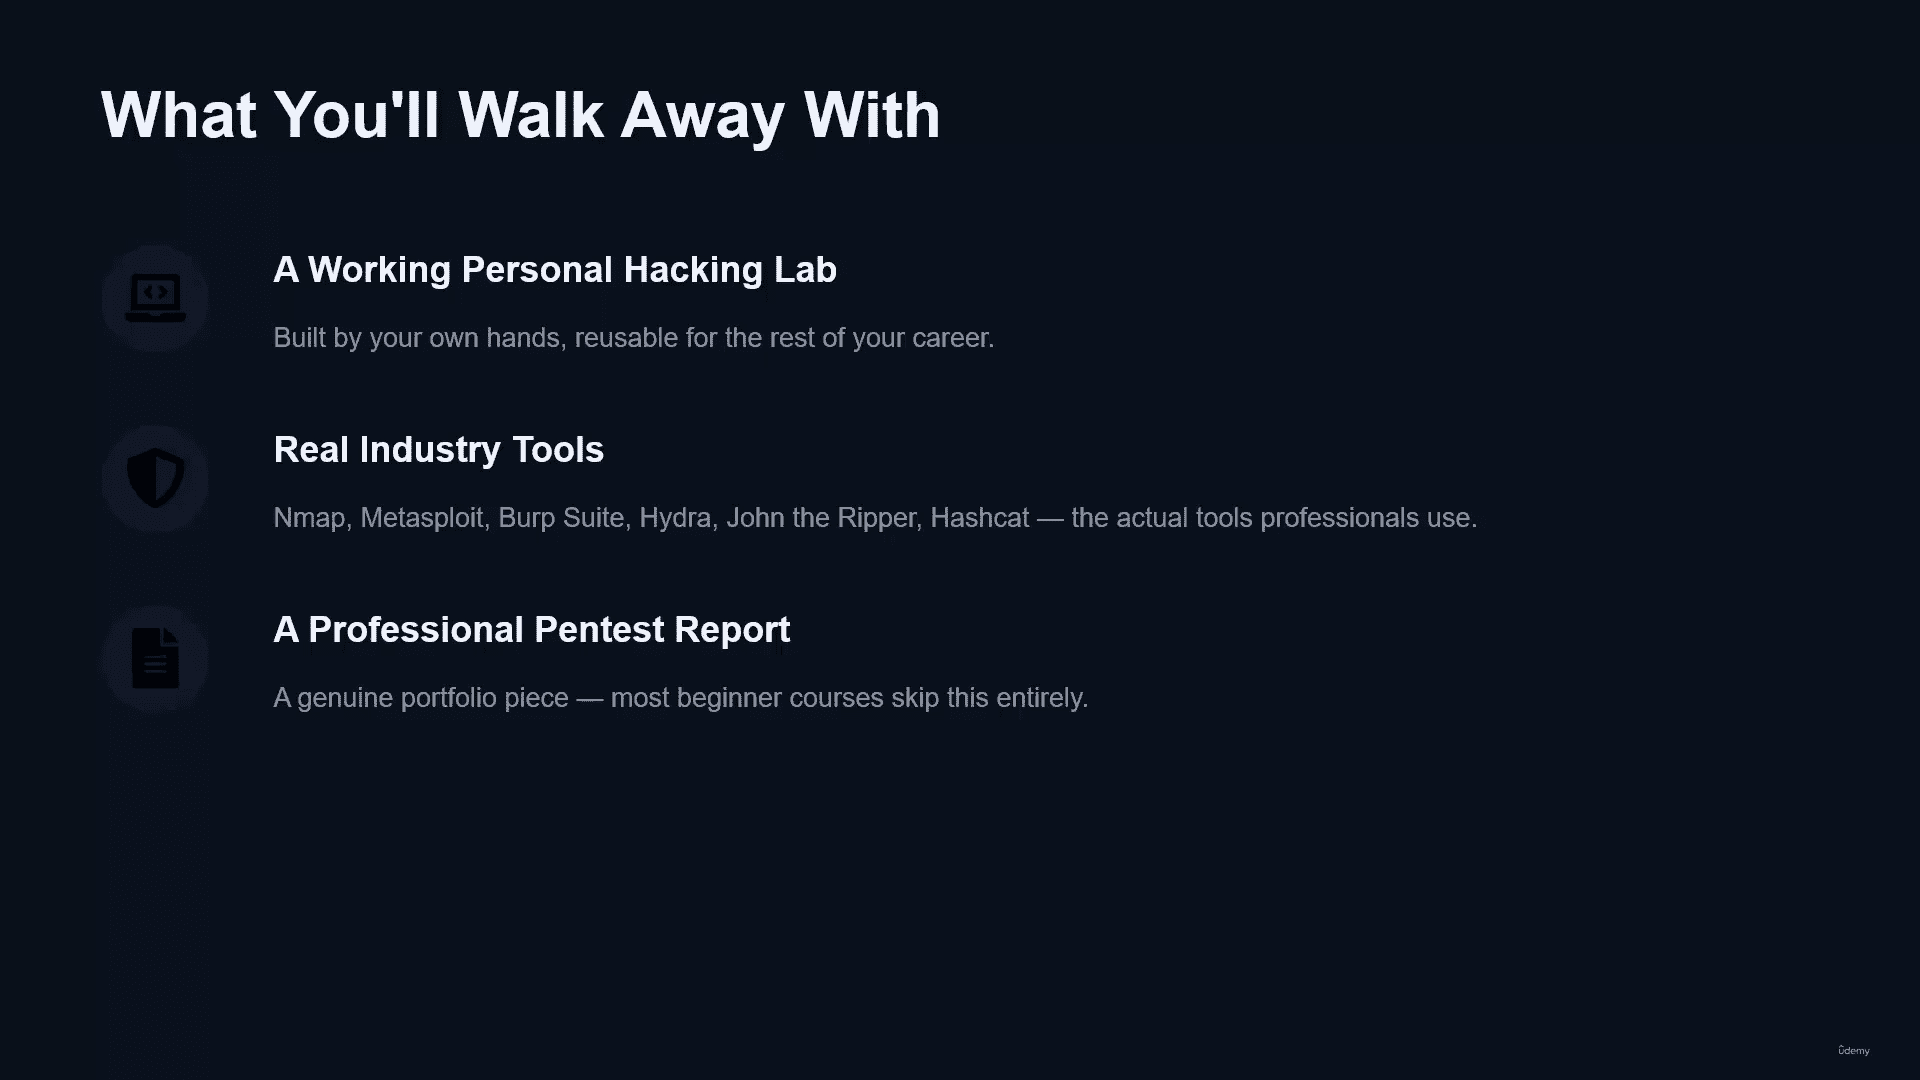 What You'll Walk Away With
A Working Personal Hacking Lab
Built by your own hands, reusable for the rest of your career.
Real Industry Tools
Nmap, Metasploit, Burp Suite, Hydra, John the Ripper, Hashcat — the actual tools professionals use.
A Professional Pentest Report
A genuine portfolio piece — most beginner courses skip this entirely.
ûdemy